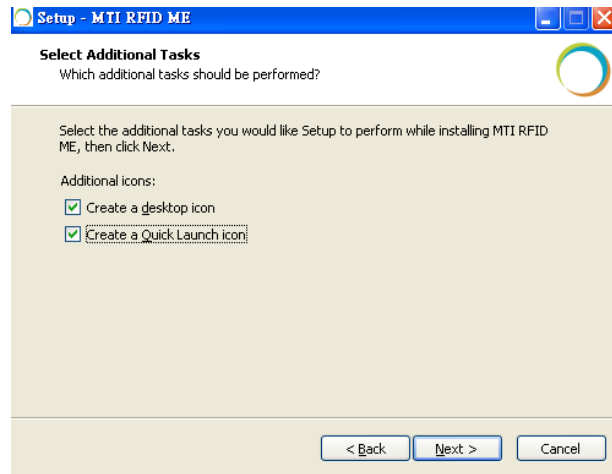 Setup - MTI RFID ME
Select Additional Tasks
Which additional tasks should be performed?
Select the additional tasks you would like Setup to perform while installing MTI RFID
ME, then click Next.
Additional icons:
Create a desktop icon
Create a Quick Launch icon
< Back Next > Cancel